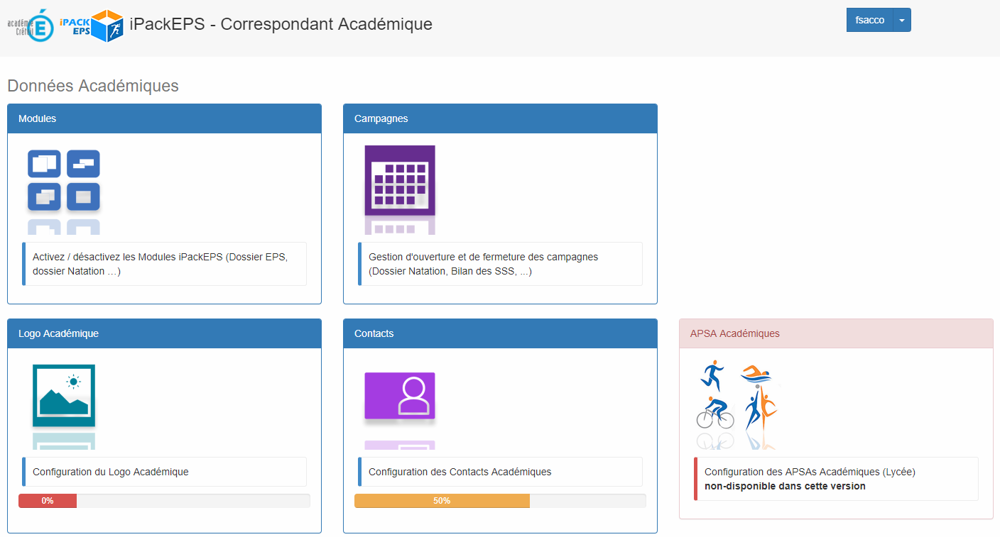 académie
Créteil
iPACK
EPS
iPackEPS - Correspondant Académique
fsacco
Données Académiques
Modules
Activez / désactivez les Modules iPackEPS (Dossier EPS,
dossier Natation …)
Campagnes
Gestion d'ouverture et de fermeture des campagnes
(Dossier Natation, Bilan des SSS, ...)
Logo Académique
Configuration du Logo Académique
0%
Contacts
Configuration des Contacts Académiques
50%
APSA Académiques
Configuration des APSAs Académiques (Lycée)
non-disponible dans cette version